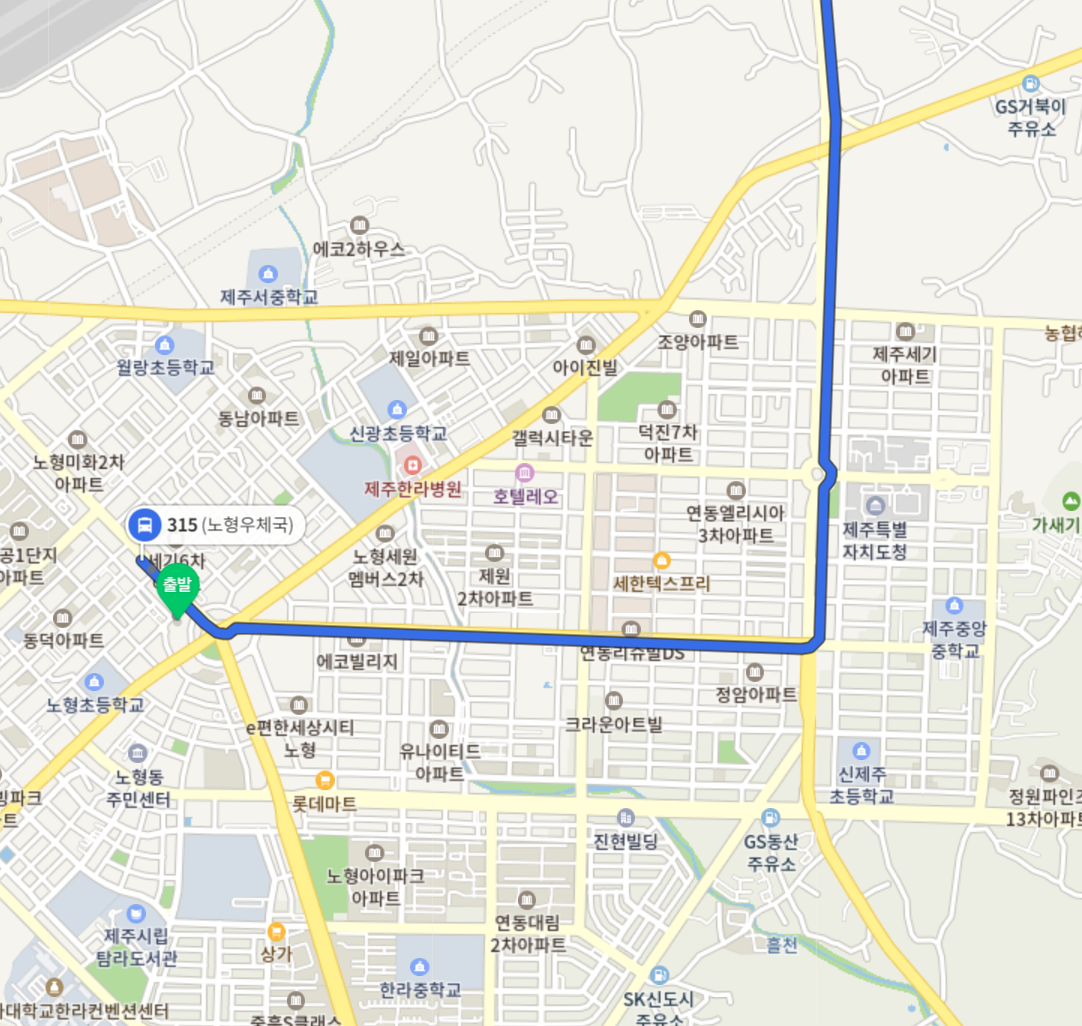 GS거북이
주유소
에코2하우스
제주서중학교
농협하
조양아파트
제일아파트
제주세기
아파트
월랑초등학교
아이진빌
동남아파트
신광초등학교
갤럭시타운
덕진7차
아파트
노형미화2차
아파트
제주한라병원
호텔레오
연동엘리시아
3차아파트
315 (노형우체국)
제주특별
자치도청
가새기
공1단지
아파트
세기6차
노형세원
멤버스2차
제원
2차아파트
세한텍스프리
출발
동덕아파트
제주중앙
중학교
에코빌리지
연동리슈빌DS
정암아파트
노형초등학교
e편한세상시티
노형
크라운아트빌
유나이티드
아파트
노형동
주민센터
신제주
초등학교
빙파크
트
롯데마트
정원파인즈
13차아파트
진현빌딩
GS동산
주유소
노형아이파크
아파트
제주시립
탐라도서관
상가
연동대림
2차아파트
흘천
한라중학교
SK신도시
주유소
대학교한라컨벤션센터
중흥S클래스